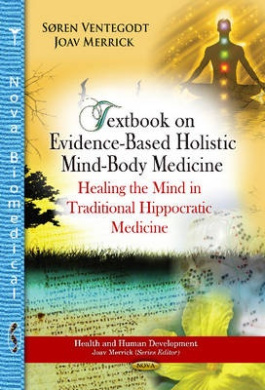 SØREN VENTEGODT
JOAV MERRICK
Textbook on
Evidence-Based Holistic
Mind-Body Medicine
Healing the Mind in
Traditional Hippocratic
Medicine
Health and Human Development
Joav Merrick (Series Editor)
NOVA
Nova Biomedical